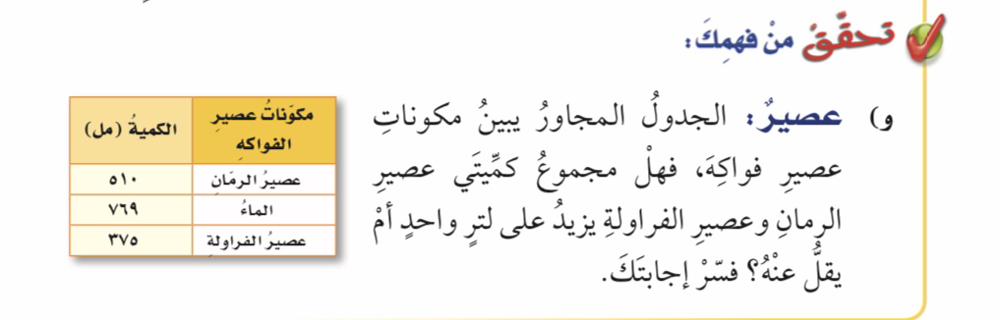 تحقّقْ منْ فهمِكَ:
و) عصيرٌ: الجدولُ المجاورُ يبينُ مكوناتِ
عصيرِ فواكِهَ، فهلْ مجموعُ كمِّيتَي عصيرِ
الرمانِ وعصيرِ الفراولةِ يزيدُ على لترٍ واحدٍ أمْ
يقلُّ عنْهُ؟ فسّرْ إجابتَكَ.
مكوّناتُ عصيرِ الفواكهِ الكميةُ (مل)
عصيرُ الرمَانِ ٥١٠
الماءُ ٧٦٩
عصيرُ الفراولةِ ٣٧٥